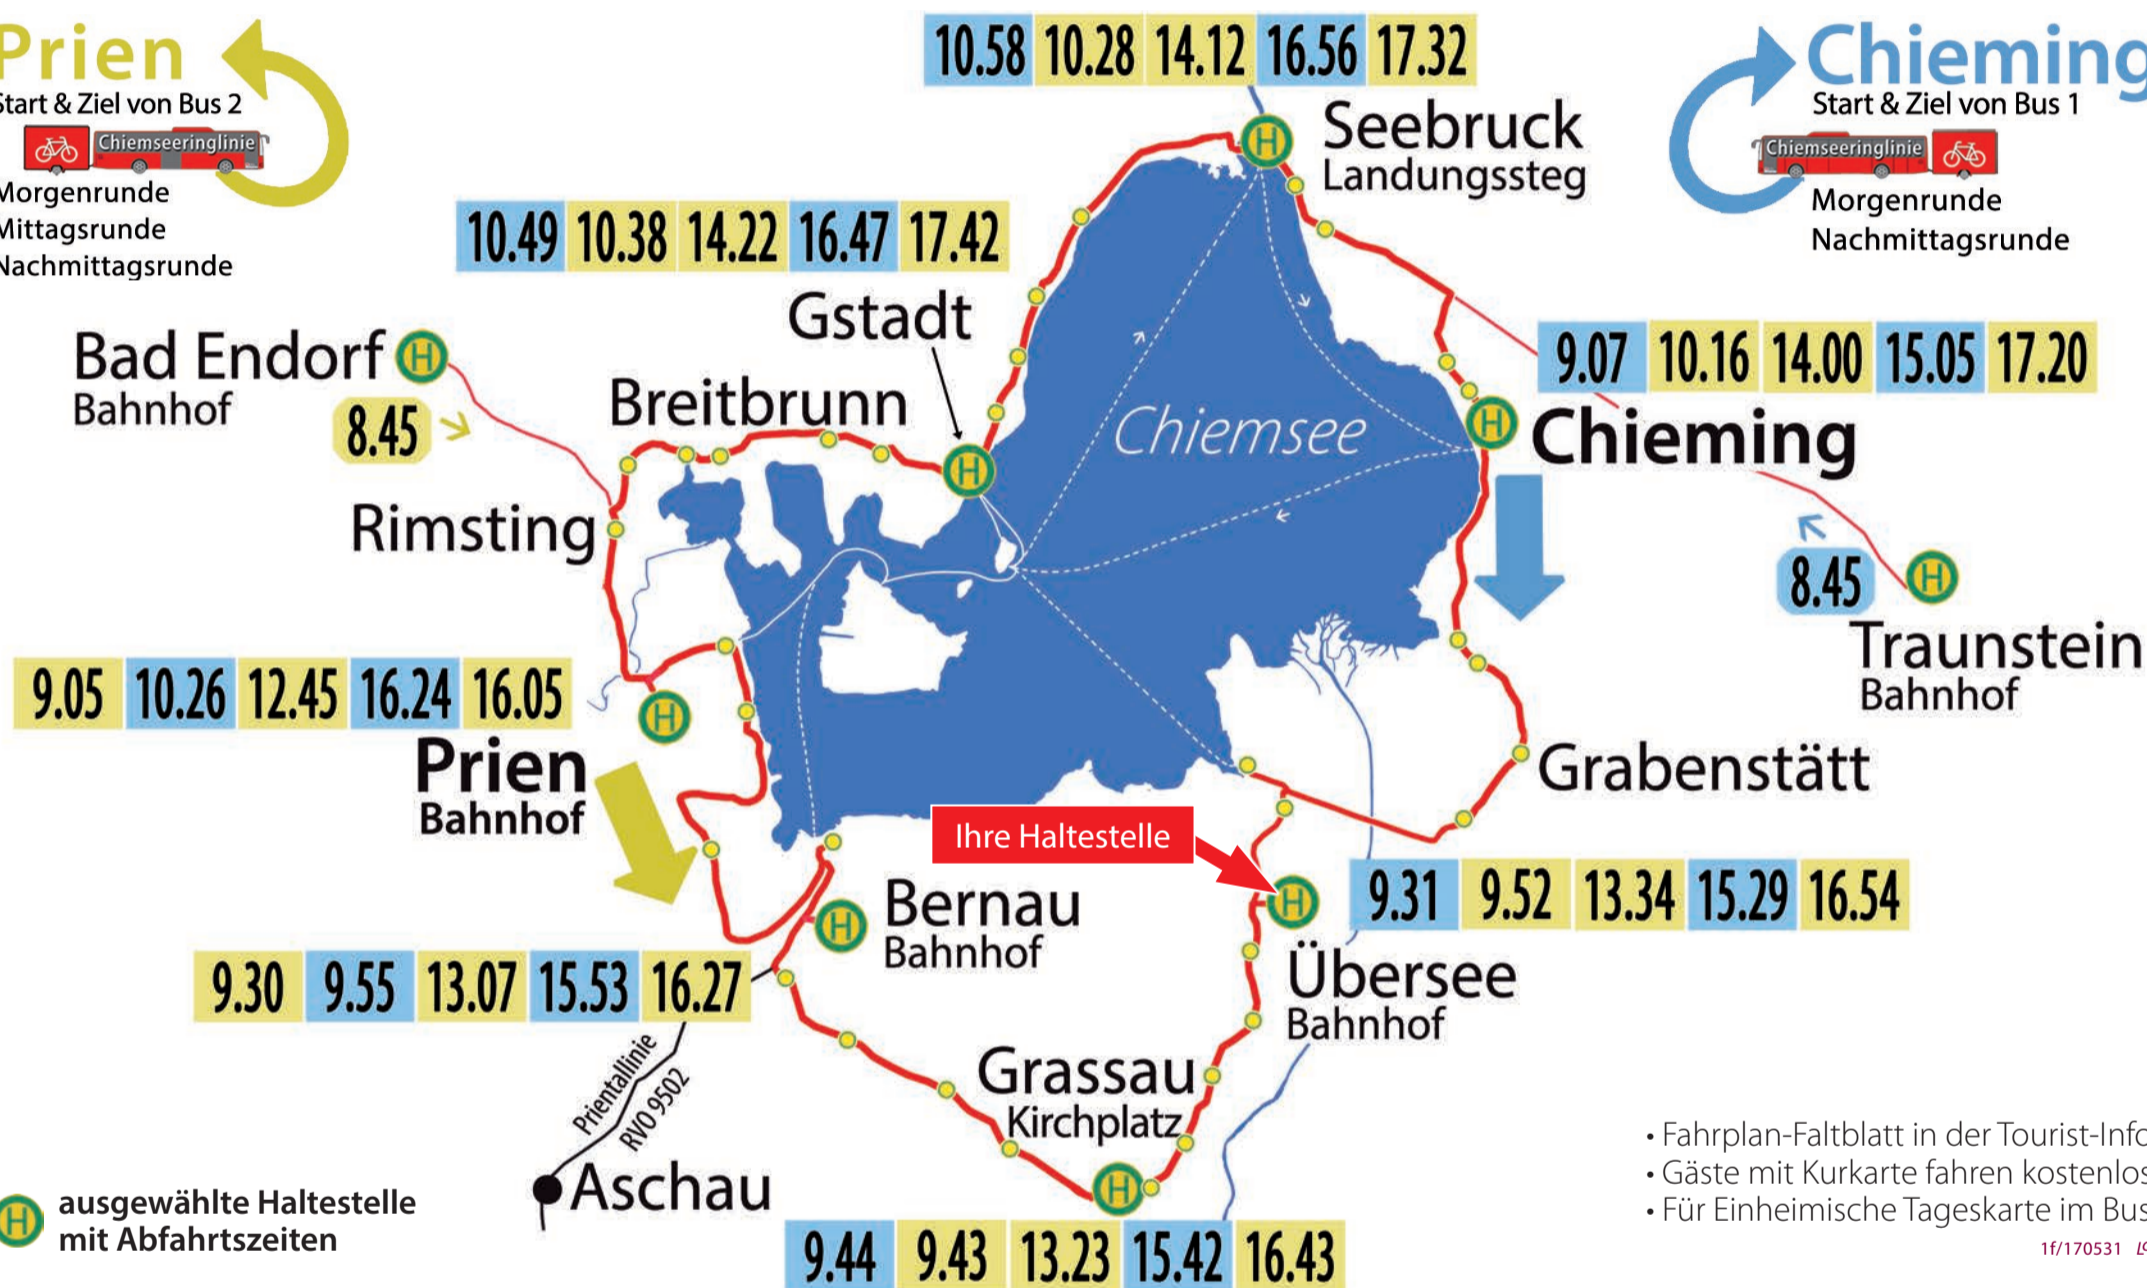 Prien
Start & Ziel von Bus 2
Chiemseeringlinie
Morgenrunde
Mittagsrunde
Nachmittagsrunde
10.58 10.28 14.12 16.56 17.32
Seebruck
Landungssteg
Chieming
Start & Ziel von Bus 1
Chiemseeringlinie
Morgenrunde
Nachmittagsrunde
10.49 10.38 14.22 16.47 17.42
Gstadt
Bad Endorf H
Bahnhof
8.45
Breitbrunn
H
H
Chiemsee
9.07 10.16 14.00 15.05 17.20
H Chieming
Rimsting
8.45 H
Traunstein
Bahnhof
9.05 10.26 12.45 16.24 16.05
H
Prien
Bahnhof
Grabenstätt
Ihre Haltestelle
H 9.31 9.52 13.34 15.29 16.54
Übersee
Bahnhof
H Bernau
Bahnhof
9.30 9.55 13.07 15.53 16.27
Prientallinie
RVO 9502
Aschau
Grassau
Kirchplatz
H
9.44 9.43 13.23 15.42 16.43
H ausgewählte Haltestelle
mit Abfahrtszeiten
• Fahrplan-Faltblatt in der Tourist-Info
• Gäste mit Kurkarte fahren kostenlos
• Für Einheimische Tageskarte im Bus
1f/170531